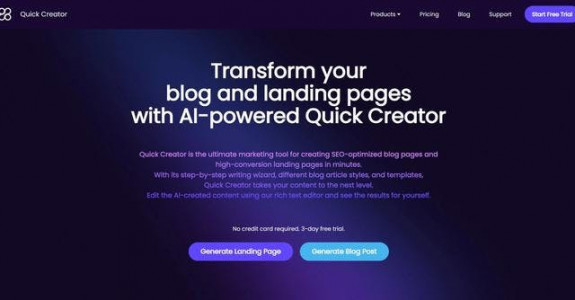 Quick Creator
Products
Pricing
Blog
Support
Start Free Trial
Transform your
blog and landing pages
with AI-powered Quick Creator
Quick Creator is the ultimate marketing tool for creating SEO-optimized blog pages and
high-conversion landing pages in minutes.
With its step-by-step writing wizard, different blog article styles, and templates,
Quick Creator takes your content to the next level.
Edit the AI-created content using our rich text editor and see the results for yourself.
No credit card required, 3-day free trial.
Generate Landing Page
Generate Blog Post